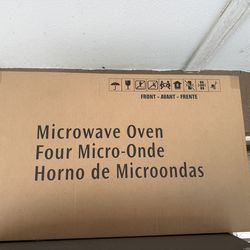 FRONT - AVANT - FRENTE
Microwave Oven
Four Micro-Onde
Horno de Microondas